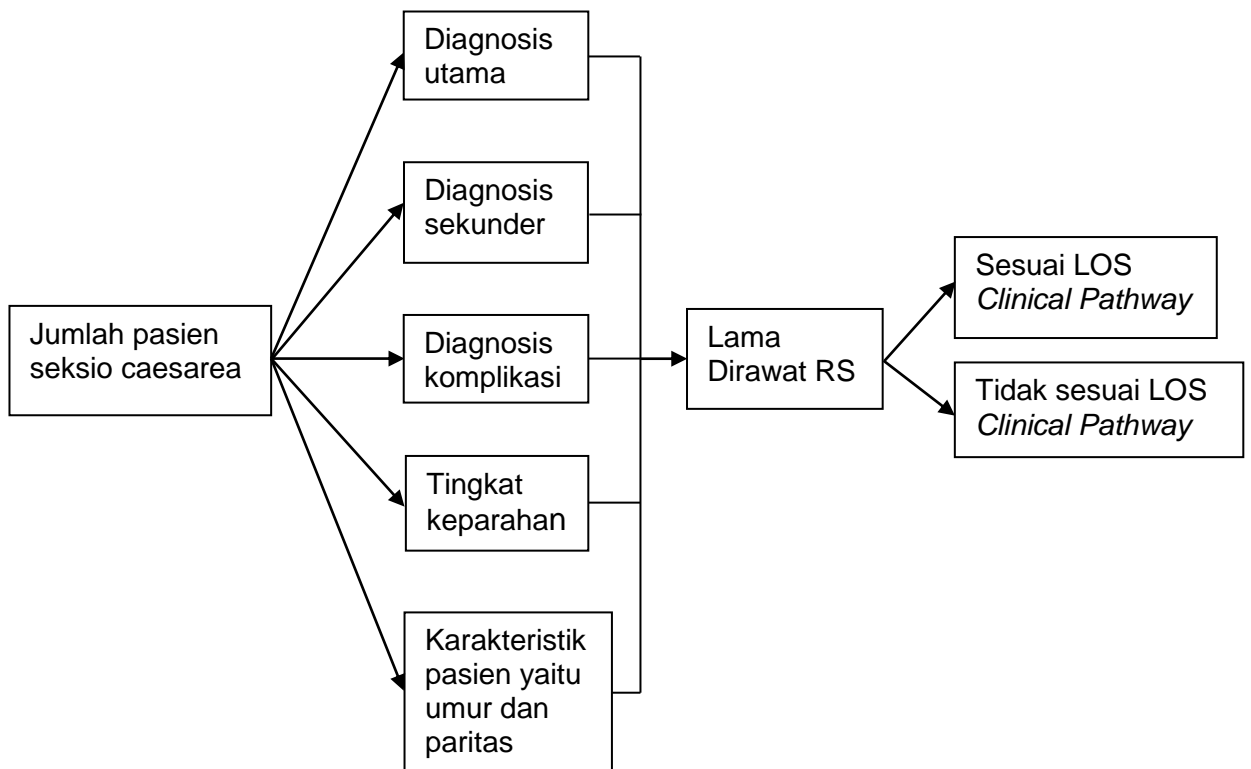 Diagnosis
utama
Diagnosis
sekunder
Jumlah pasien
seksio caesarea
Diagnosis
komplikasi
Tingkat
keparahan
Karakteristik
pasien yaitu
umur dan
paritas
Lama
Dirawat RS
Sesuai LOS
Clinical Pathway
Tidak sesuai LOS
Clinical Pathway